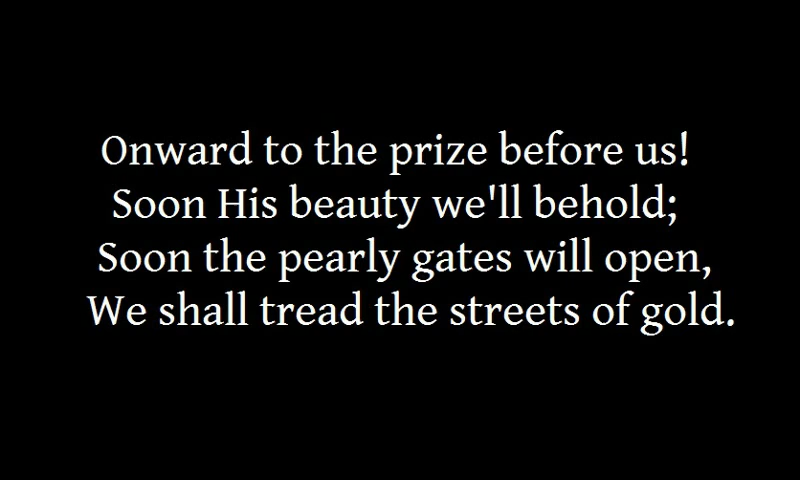 Onward to the prize before us!
Soon His beauty we'll behold;
Soon the pearly gates will open,
We shall tread the streets of gold.